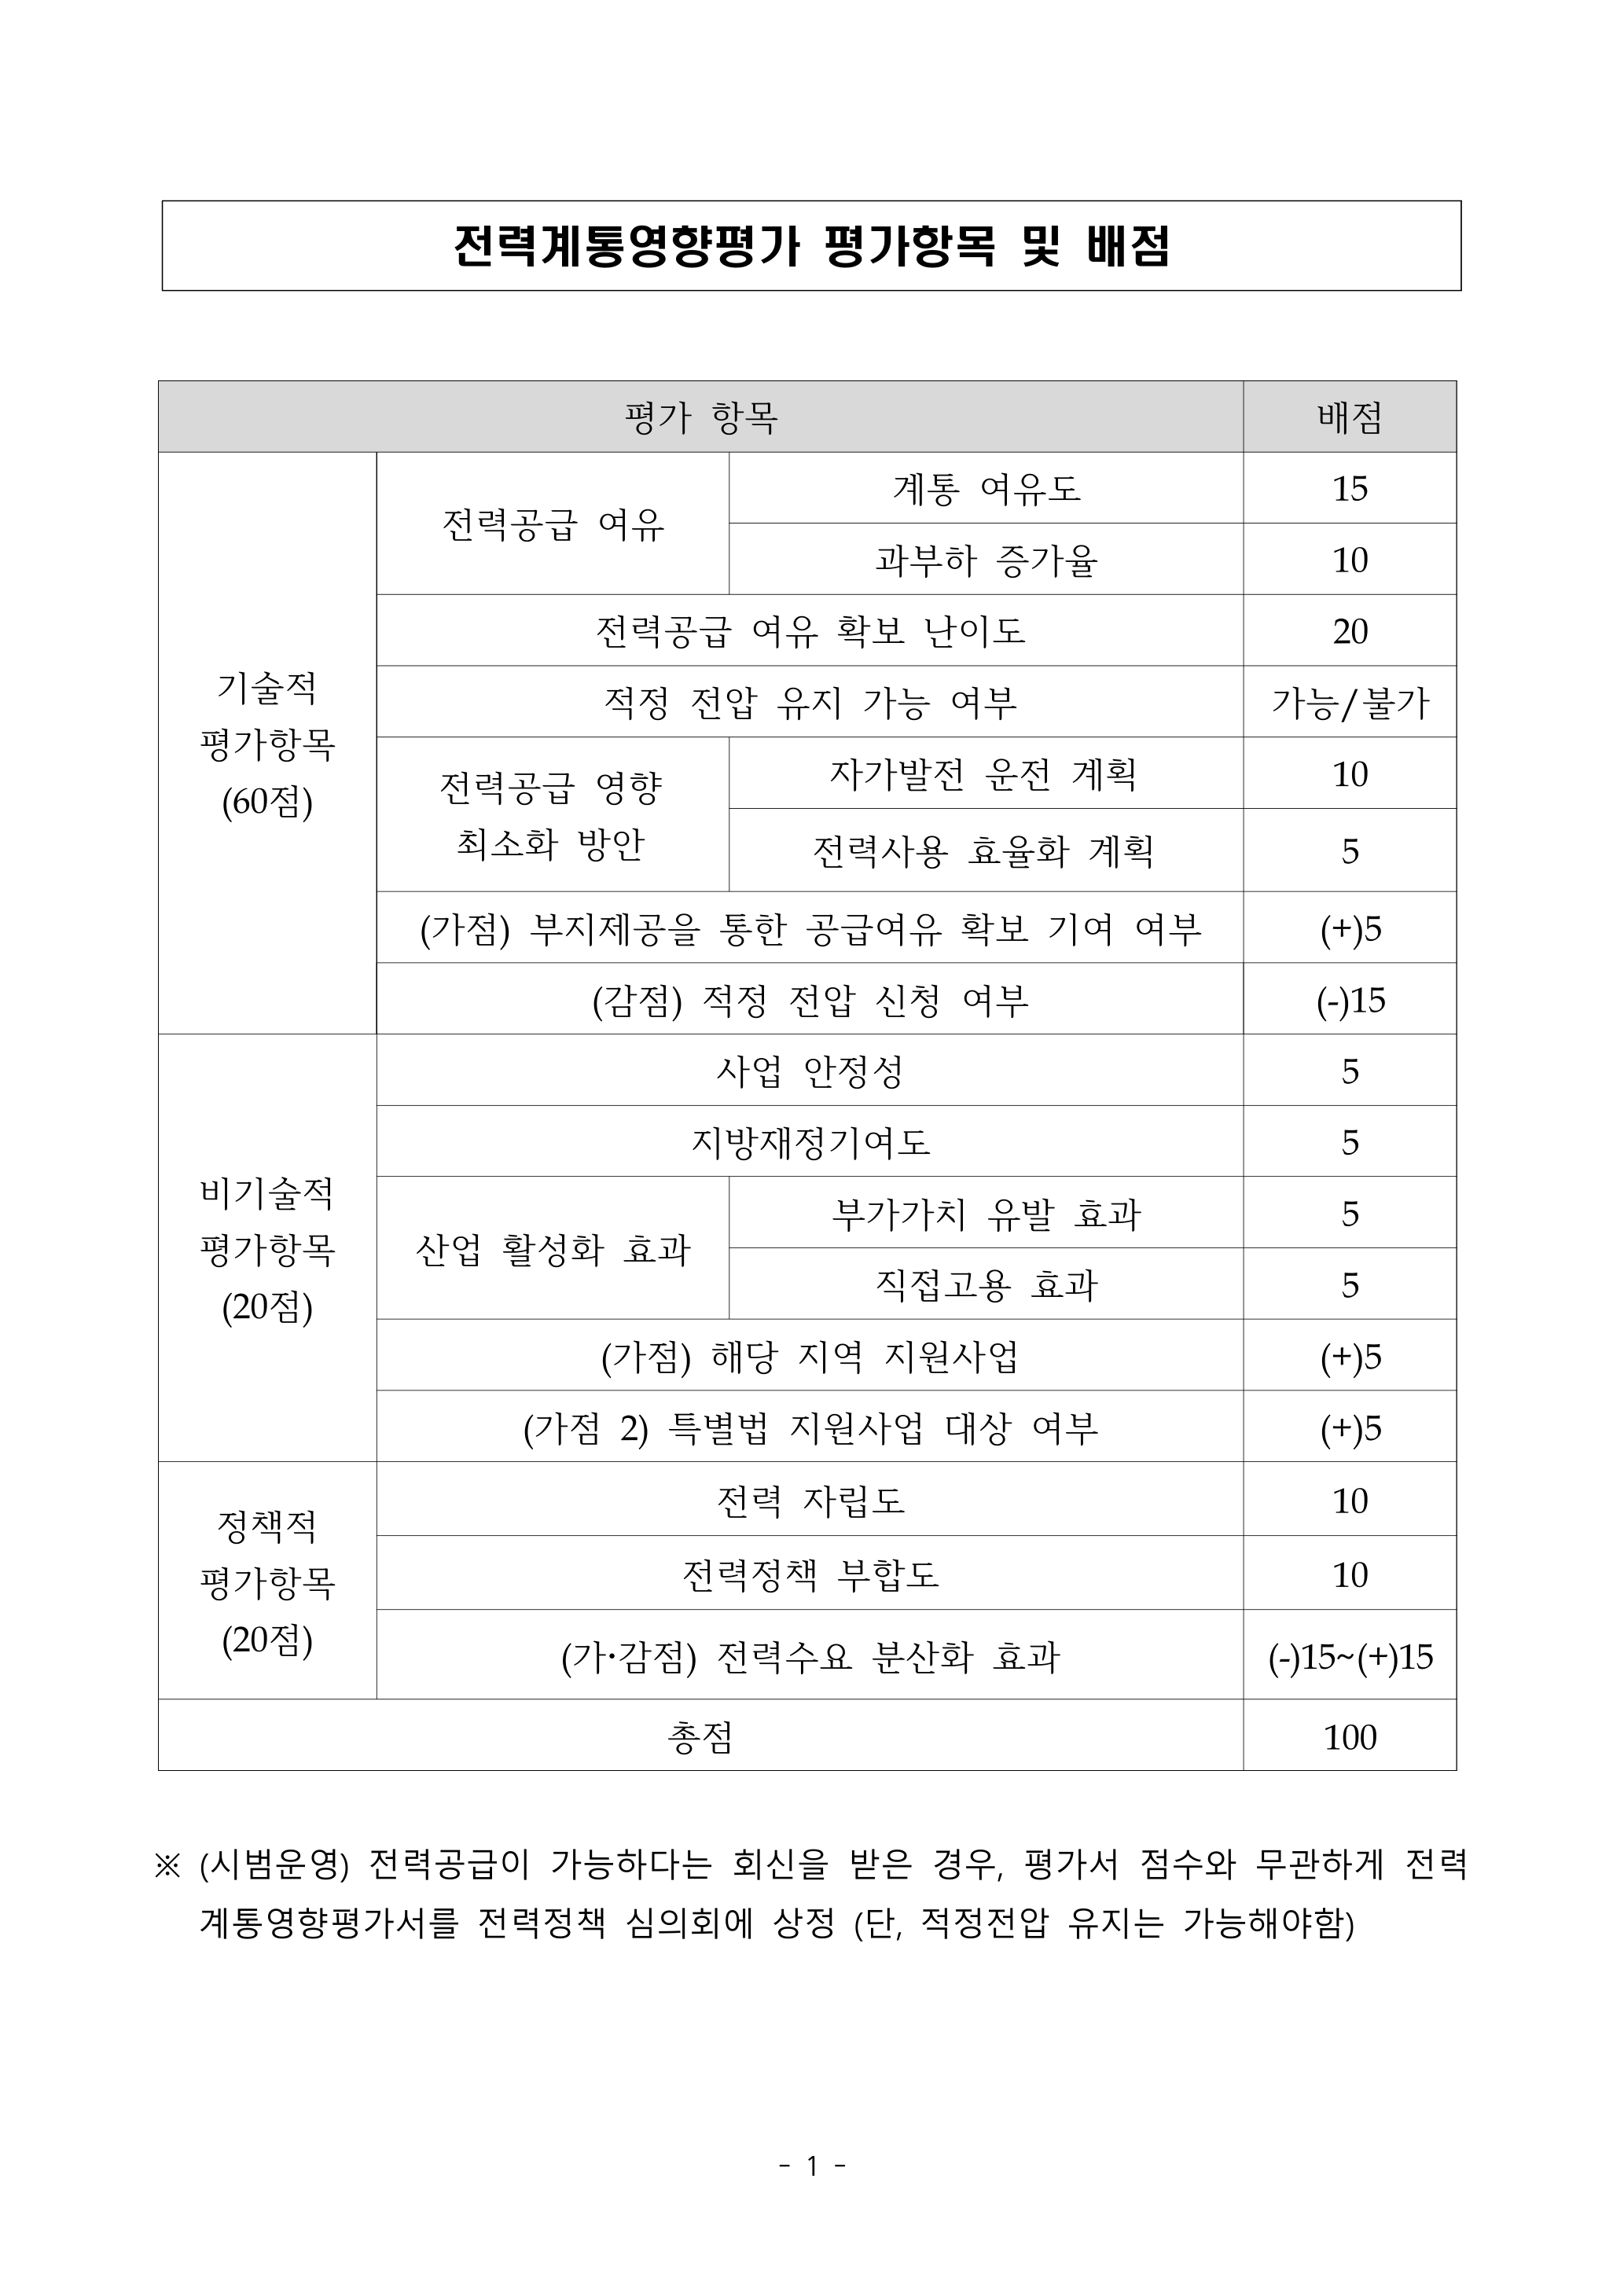 전력계통영향평가 평가항목 및 배점
평가 항목 배점
기술적
평가항목
(60점)
전력공급 여유
계통 여유도 15
과부하 증가율 10
전력공급 여유 확보 난이도 20
적정 전압 유지 가능 여부 가능/불가
전력공급 영향
최소화 방안
자가발전 운전 계획 10
전력사용 효율화 계획 5
(가점) 부지제공을 통한 공급여유 확보 기여 여부 (+)5
(감점) 적정 전압 신청 여부 (-)15
비기술적
평가항목
(20점)
사업 안정성 5
지방재정기여도 5
산업 활성화 효과
부가가치 유발 효과 5
직접고용 효과 5
(가점) 해당 지역 지원사업 (+)5
(가점 2) 특별법 지원사업 대상 여부 (+)5
정책적
평가항목
(20점)
전력 자립도 10
전력정책 부합도 10
(가·감점) 전력수요 분산화 효과 (-)15~(+)15
총점 100
※ (시범운영) 전력공급이 가능하다는 회신을 받은 경우, 평가서 점수와 무관하게 전력
계통영향평가서를 전력정책 심의회에 상정 (단, 적정전압 유지는 가능해야함)
- 1 -